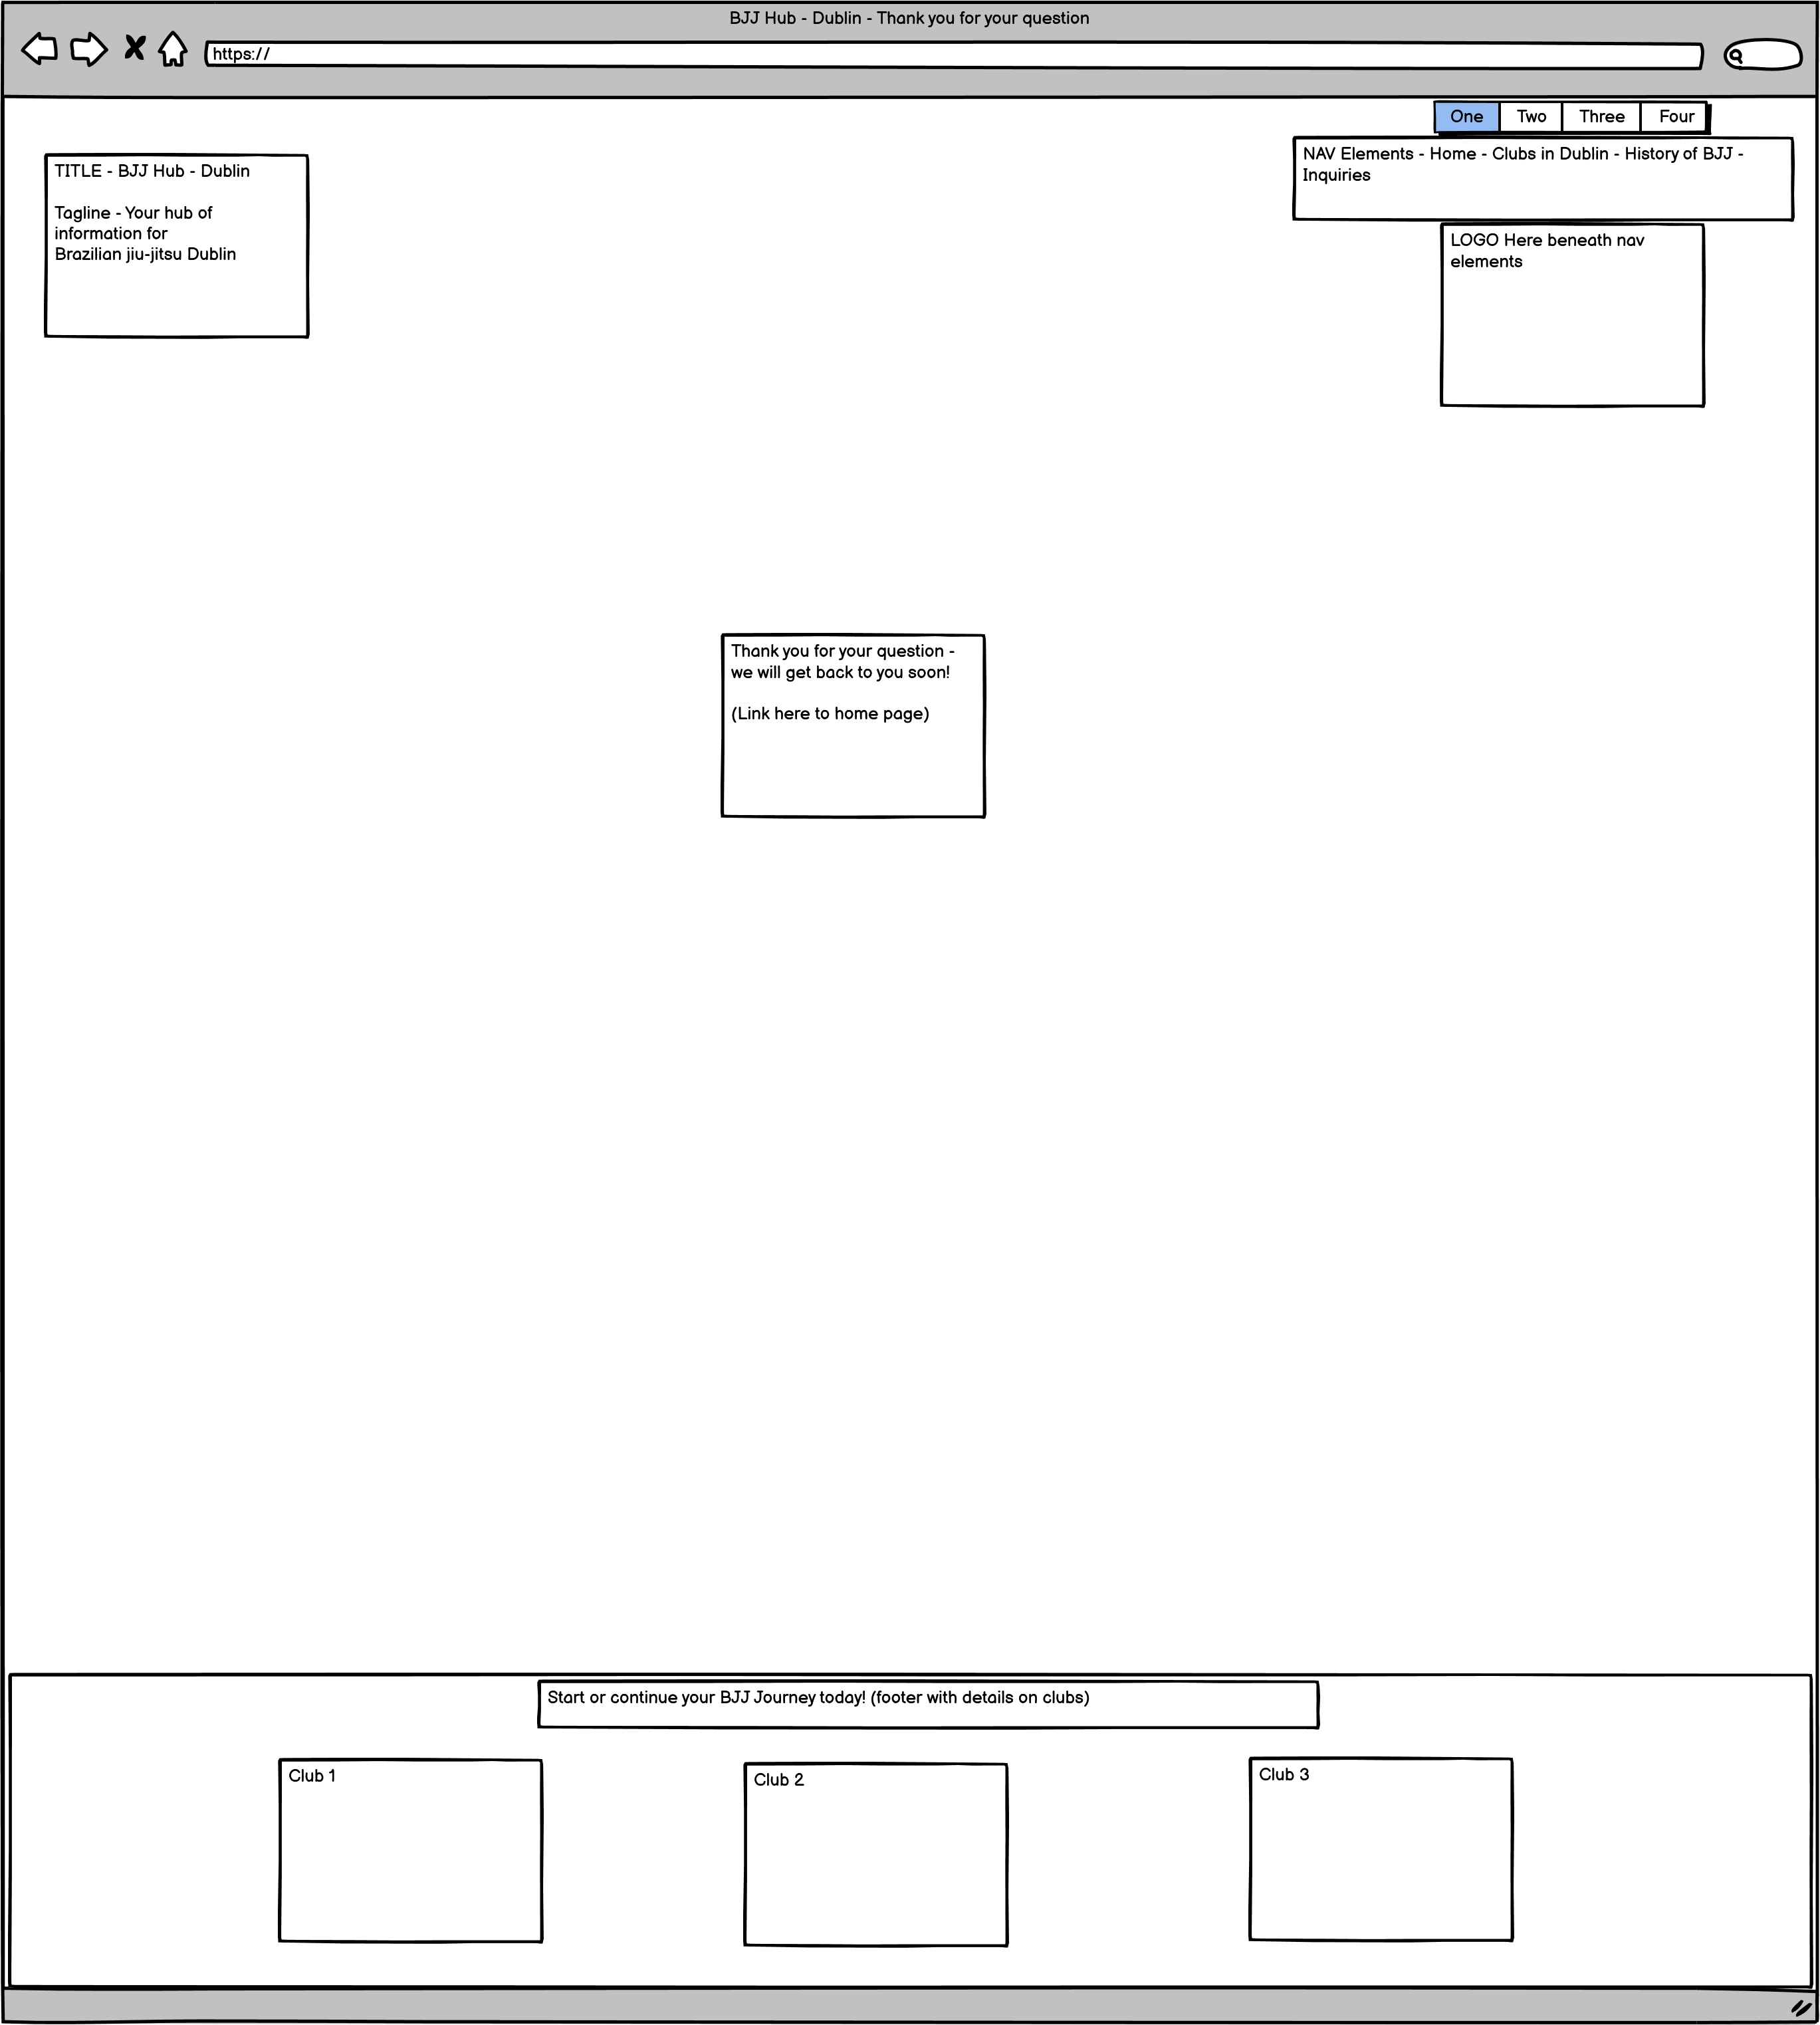 BJJ Hub - Dublin - Thank you for your question
https://
One Two Three Four
NAV Elements - Home - Clubs in Dublin - History of BJJ -
Inquiries
TITLE - BJJ Hub - Dublin
Tagline - Your hub of
information for
Brazilian jiu-jitsu Dublin
LOGO Here beneath nav
elements
Thank you for your question -
we will get back to you soon!
(Link here to home page)
Start or continue your BJJ Journey today! (footer with details on clubs)
Club 1
Club 2
Club 3